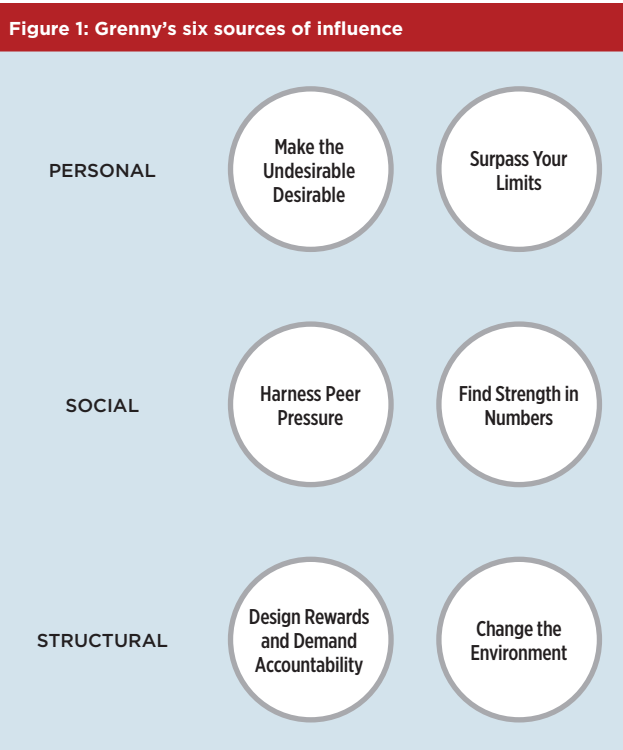 Figure 1: Grenny’s six sources of influence
PERSONAL
Make the
Undesirable
Desirable
Surpass Your
Limits
SOCIAL
Harness Peer
Pressure
Find Strength in
Numbers
STRUCTURAL
Design Rewards
and Demand
Accountability
Change the
Environment